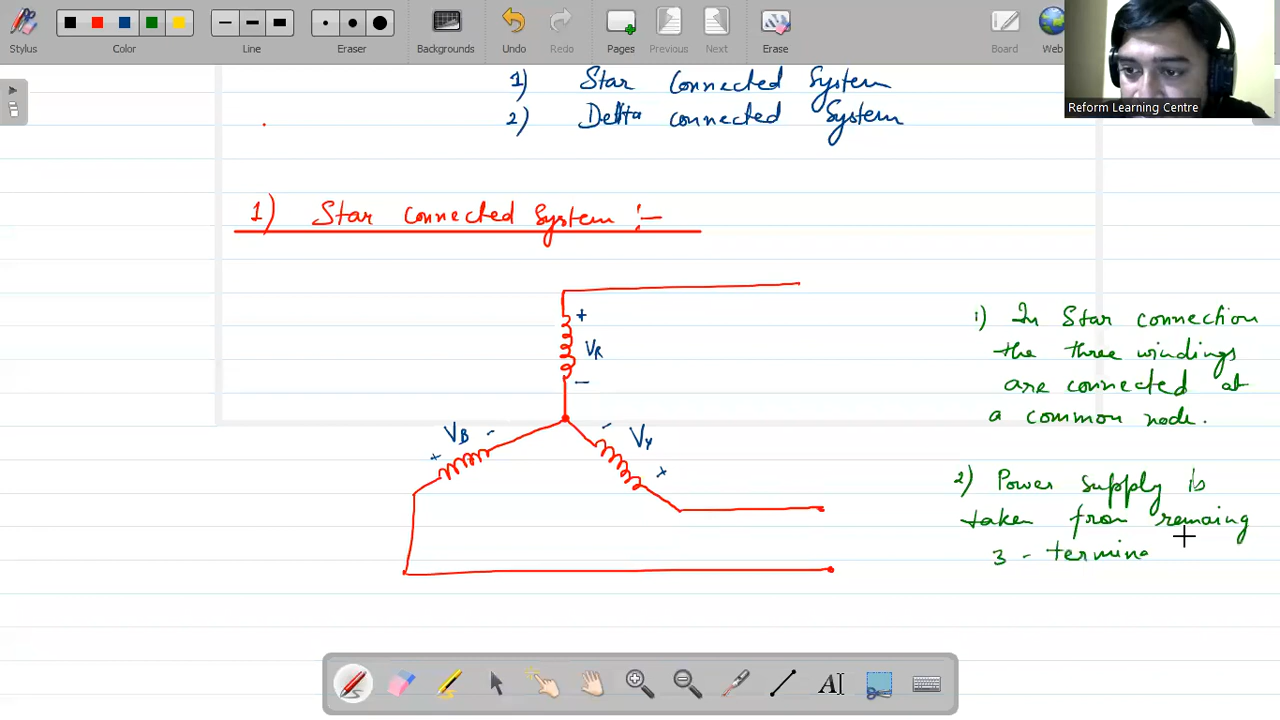 Stylus
Color
Line
Eraser
Backgrounds
Undo
Redo
Pages
Previous
Next
Erase
Board
Web
Reform Learning Centre
1) Star Connected System
2) Delta connected System
1) Star connected System :-
+
VR
-
VB -
+
- VY
+
1) In Star connection
the three windings
are connected at
a common node.
2) Power supply is
taken from remaing
3 - termina